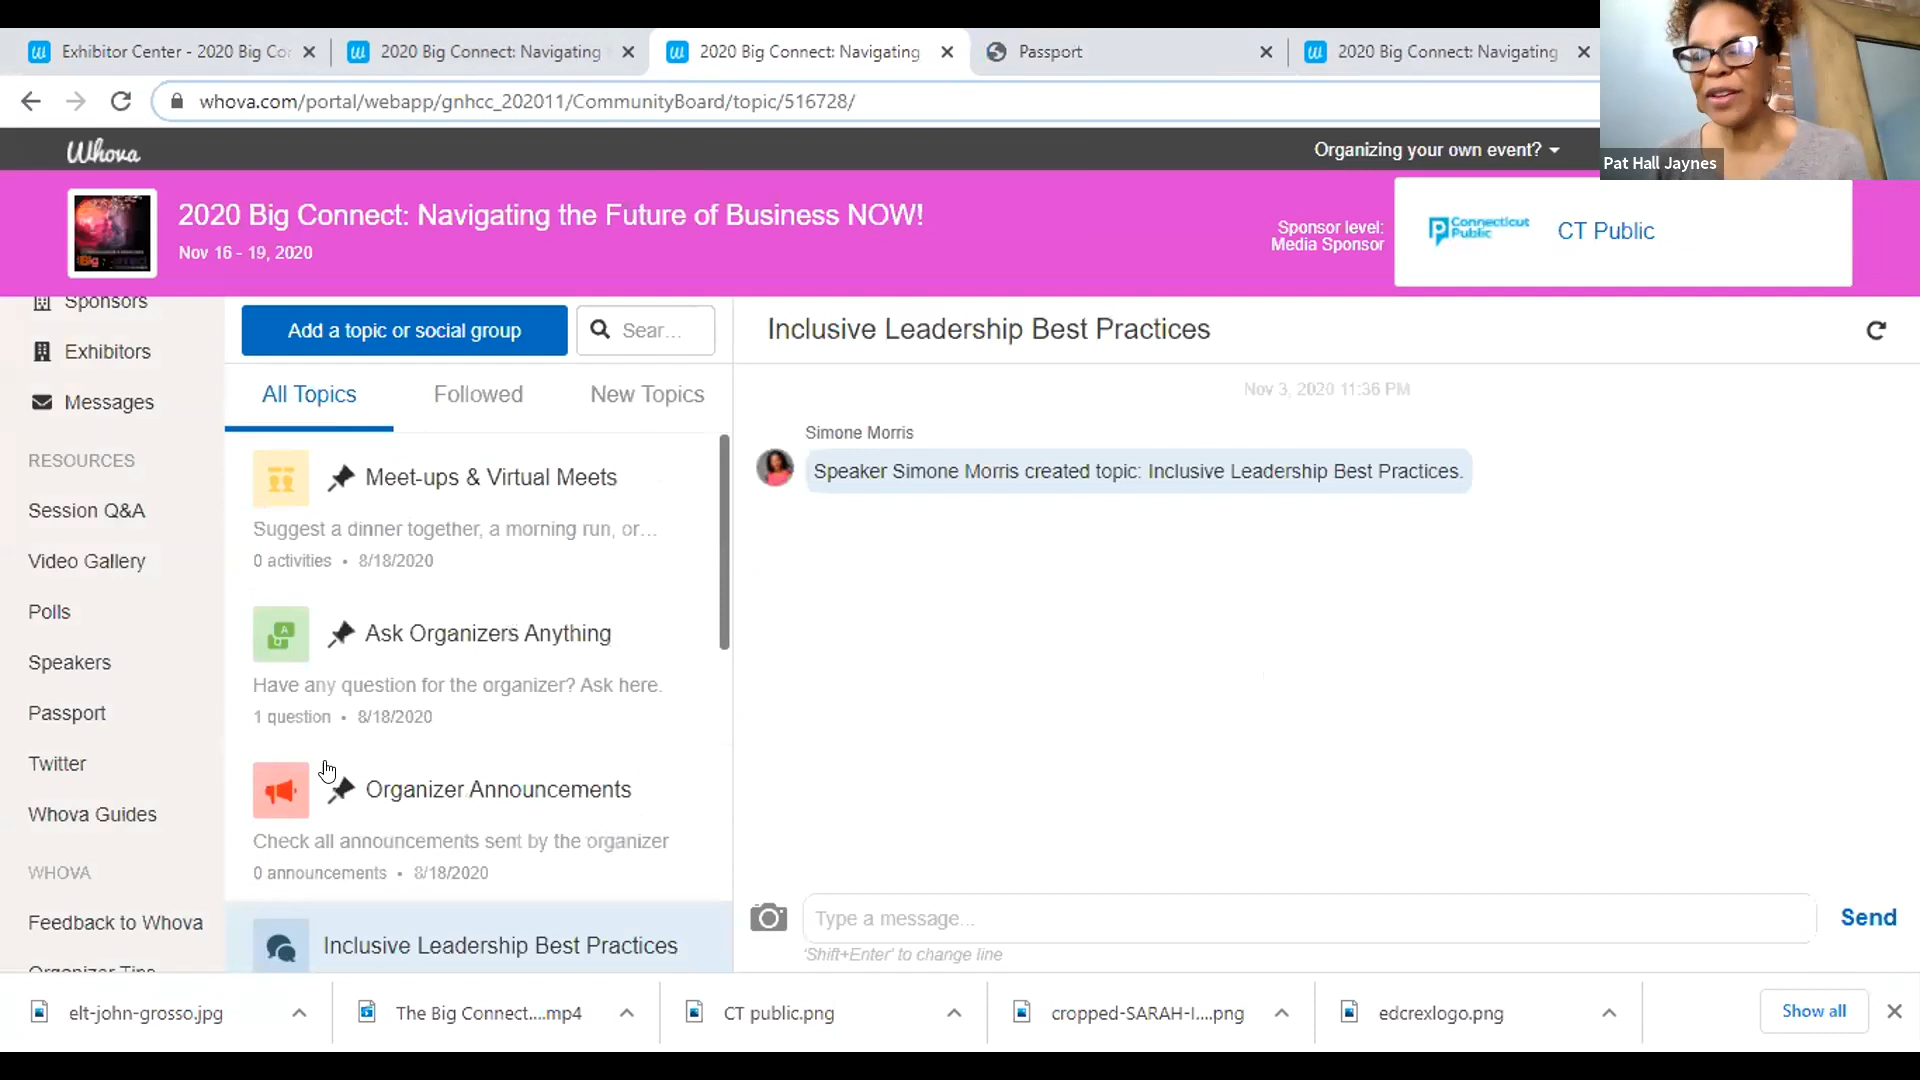 Exhibitor Center - 2020 Big Co
2020 Big Connect: Navigating
2020 Big Connect: Navigating
Passport
2020 Big Connect: Navigating
whova.com/portal/webapp/gnhcc_202011/CommunityBoard/topic/516728/
Pat Hall Jaynes
Whova
Organizing your own event?
2020 Big Connect: Navigating the Future of Business NOW!
Nov 16 - 19, 2020
Sponsor level:
Media Sponsor
Connecticut
Public
CT Public
Sponsors
Exhibitors
Messages
RESOURCES
Session Q&A
Video Gallery
Polls
Speakers
Passport
Twitter
Whova Guides
WHOVA
Feedback to Whova
Organizer Tips
Add a topic or social group
Sear...
All Topics
Followed
New Topics
Meet-ups & Virtual Meets
Suggest a dinner together, a morning run, or...
0 activities • 8/18/2020
Ask Organizers Anything
Have any question for the organizer? Ask here.
1 question • 8/18/2020
Organizer Announcements
Check all announcements sent by the organizer
0 announcements • 8/18/2020
Inclusive Leadership Best Practices
Inclusive Leadership Best Practices
Nov 3, 2020 11:36 PM
Simone Morris
Speaker Simone Morris created topic: Inclusive Leadership Best Practices.
Type a message...
Send
'Shift+Enter' to change line
elt-john-grosso.jpg
The Big Connect....mp4
CT public.png
cropped-SARAH-I....png
edcrexlogo.png
Show all